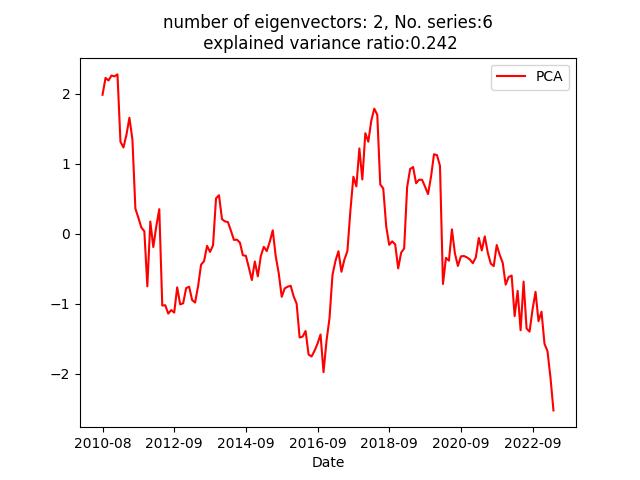 number of eigenvectors: 2, No. series:6
explained variance ratio:0.242
PCA
2
1
0
−1
−2
2010-08 2012-09 2014-09 2016-09 2018-09 2020-09 2022-09
Date